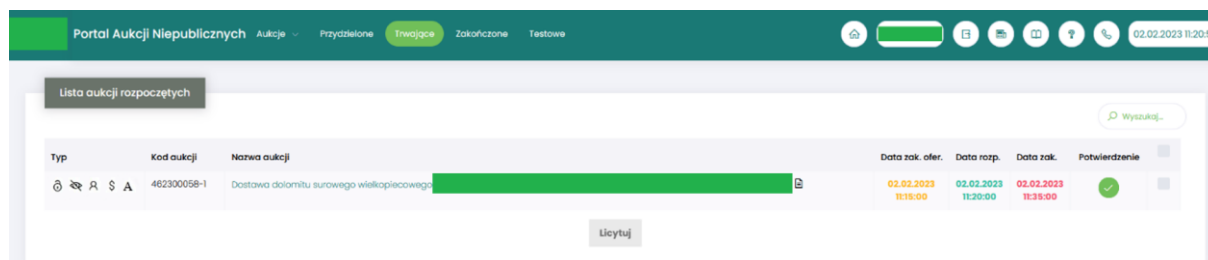 Portal Aukcji Niepublicznych Aukcje Przydzielone Trwające Zakończone Testowe 02.02.2023 11:20:
Lista aukcji rozpoczętych
Wyszukaj...
Typ Kod aukcji Nazwa aukcji Data zak. ofer. Data rozp. Data zak. Potwierdzenie
$ A 462300058-1 Dostawa dolomitu surowego wielkopiecowego 02.02.2023 02.02.2023 02.02.2023
11:15:00 11:20:00 11:35:00
Licytuj